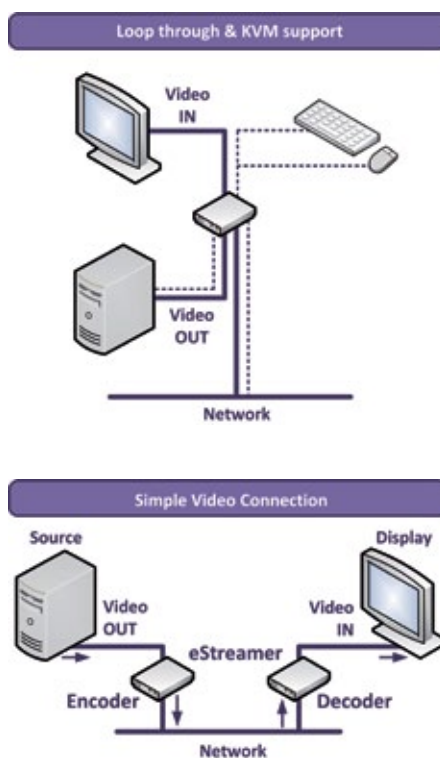 Loop through & KVM support
Video
IN
Video
OUT
Network
Simple Video Connection
Source
Display
Video
OUT
Video
IN
eStreamer
Encoder
Decoder
Network